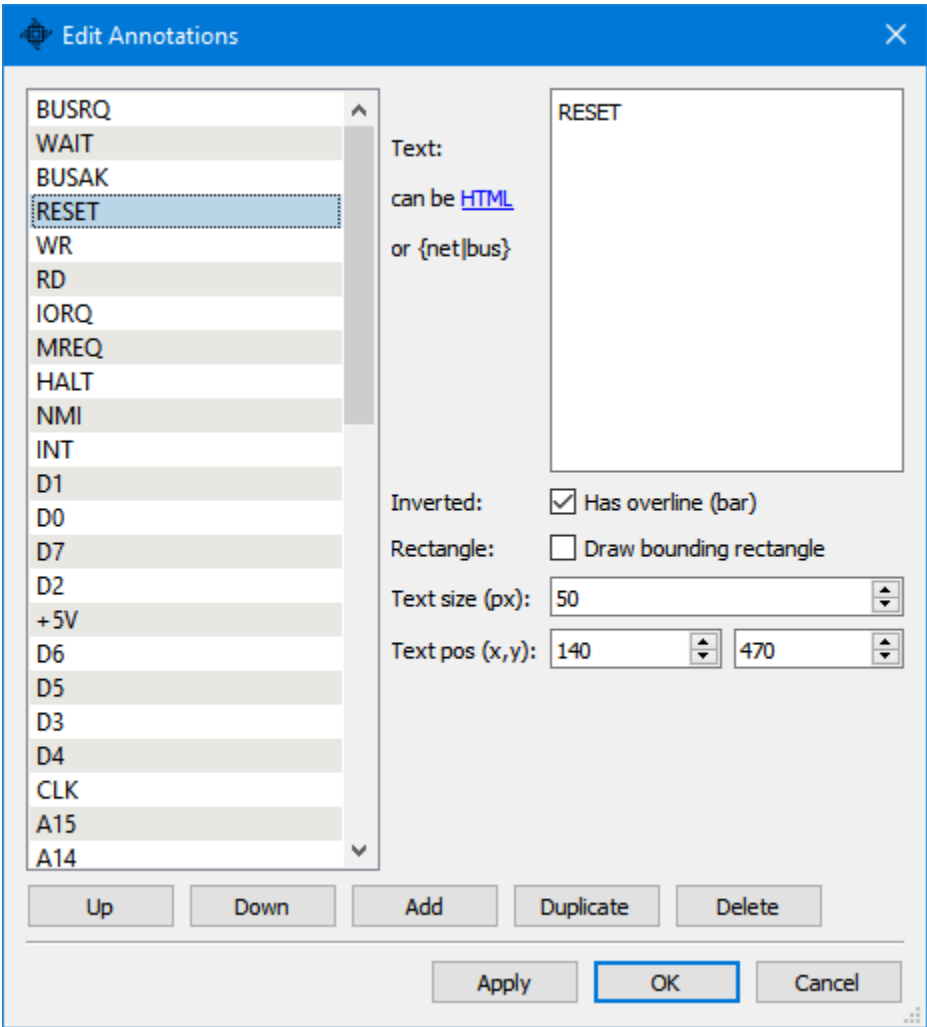 Edit Annotations
BUSRQ
WAIT
BUSAK
RESET
WR
RD
IORQ
MREQ
HALT
NMI
INT
D1
D0
D7
D2
+5V
D6
D5
D3
D4
CLK
A15
A14
Text:
can be HTML
or {net|bus}
RESET
Inverted: Has overline (bar)
Rectangle: Draw bounding rectangle
Text size (px): 50
Text pos (x,y): 140 470
Up Down Add Duplicate Delete
Apply OK Cancel